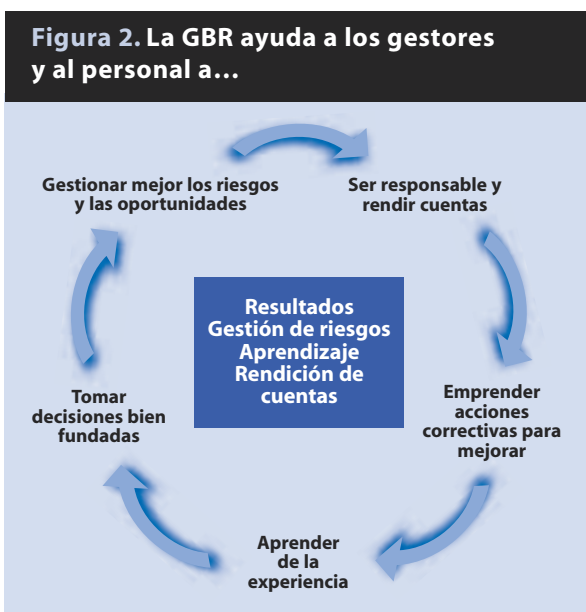 Figura 2. La GBR ayuda a los gestores
y al personal a...
Gestionar mejor los riesgos
y las oportunidades
Ser responsable y
rendir cuentas
Resultados
Gestión de riesgos
Aprendizaje
Rendición de
cuentas
Tomar
decisiones bien
fundadas
Emprender
acciones
correctivas para
mejorar
Aprender
de la
experiencia